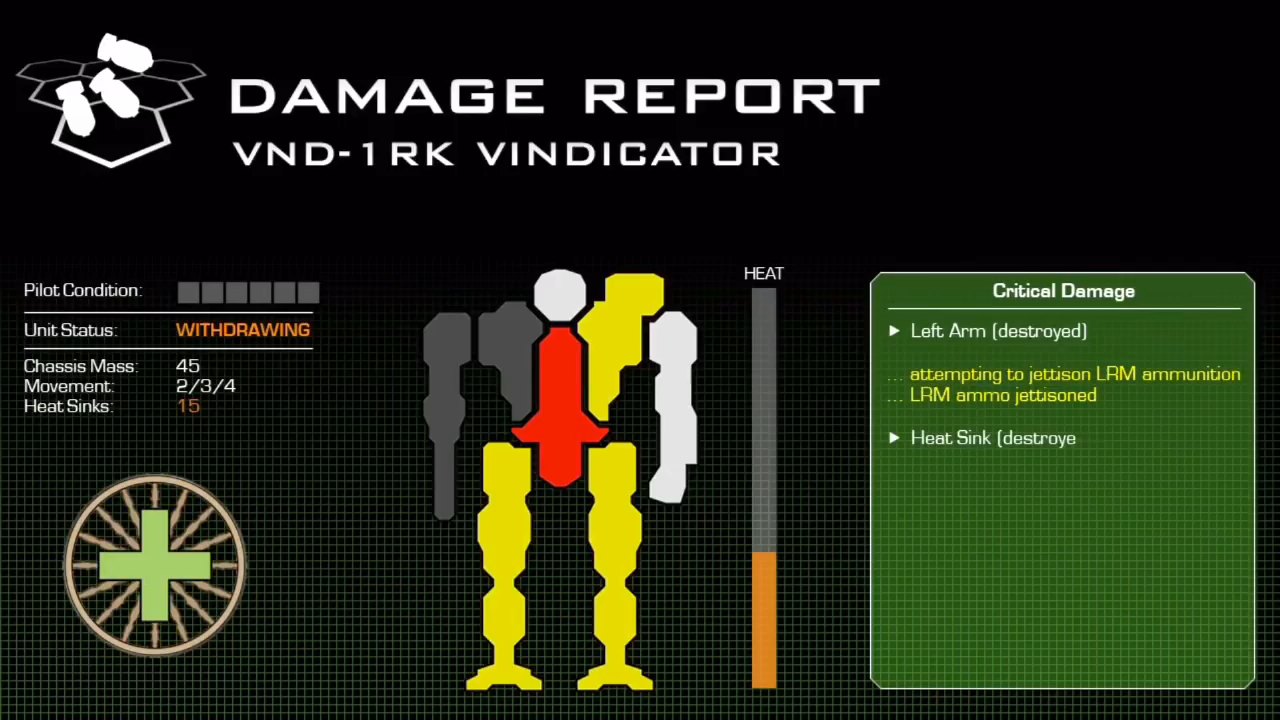 DAMAGE REPORT
VND-1RK VINDICATOR
Pilot Condition:
Unit Status: WITHDRAWING
Chassis Mass: 45
Movement: 2/3/4
Heat Sinks: 15
HEAT
Critical Damage
Left Arm (destroyed)
... attempting to jettison LRM ammunition
... LRM ammo jettisoned
Heat Sink (destroye